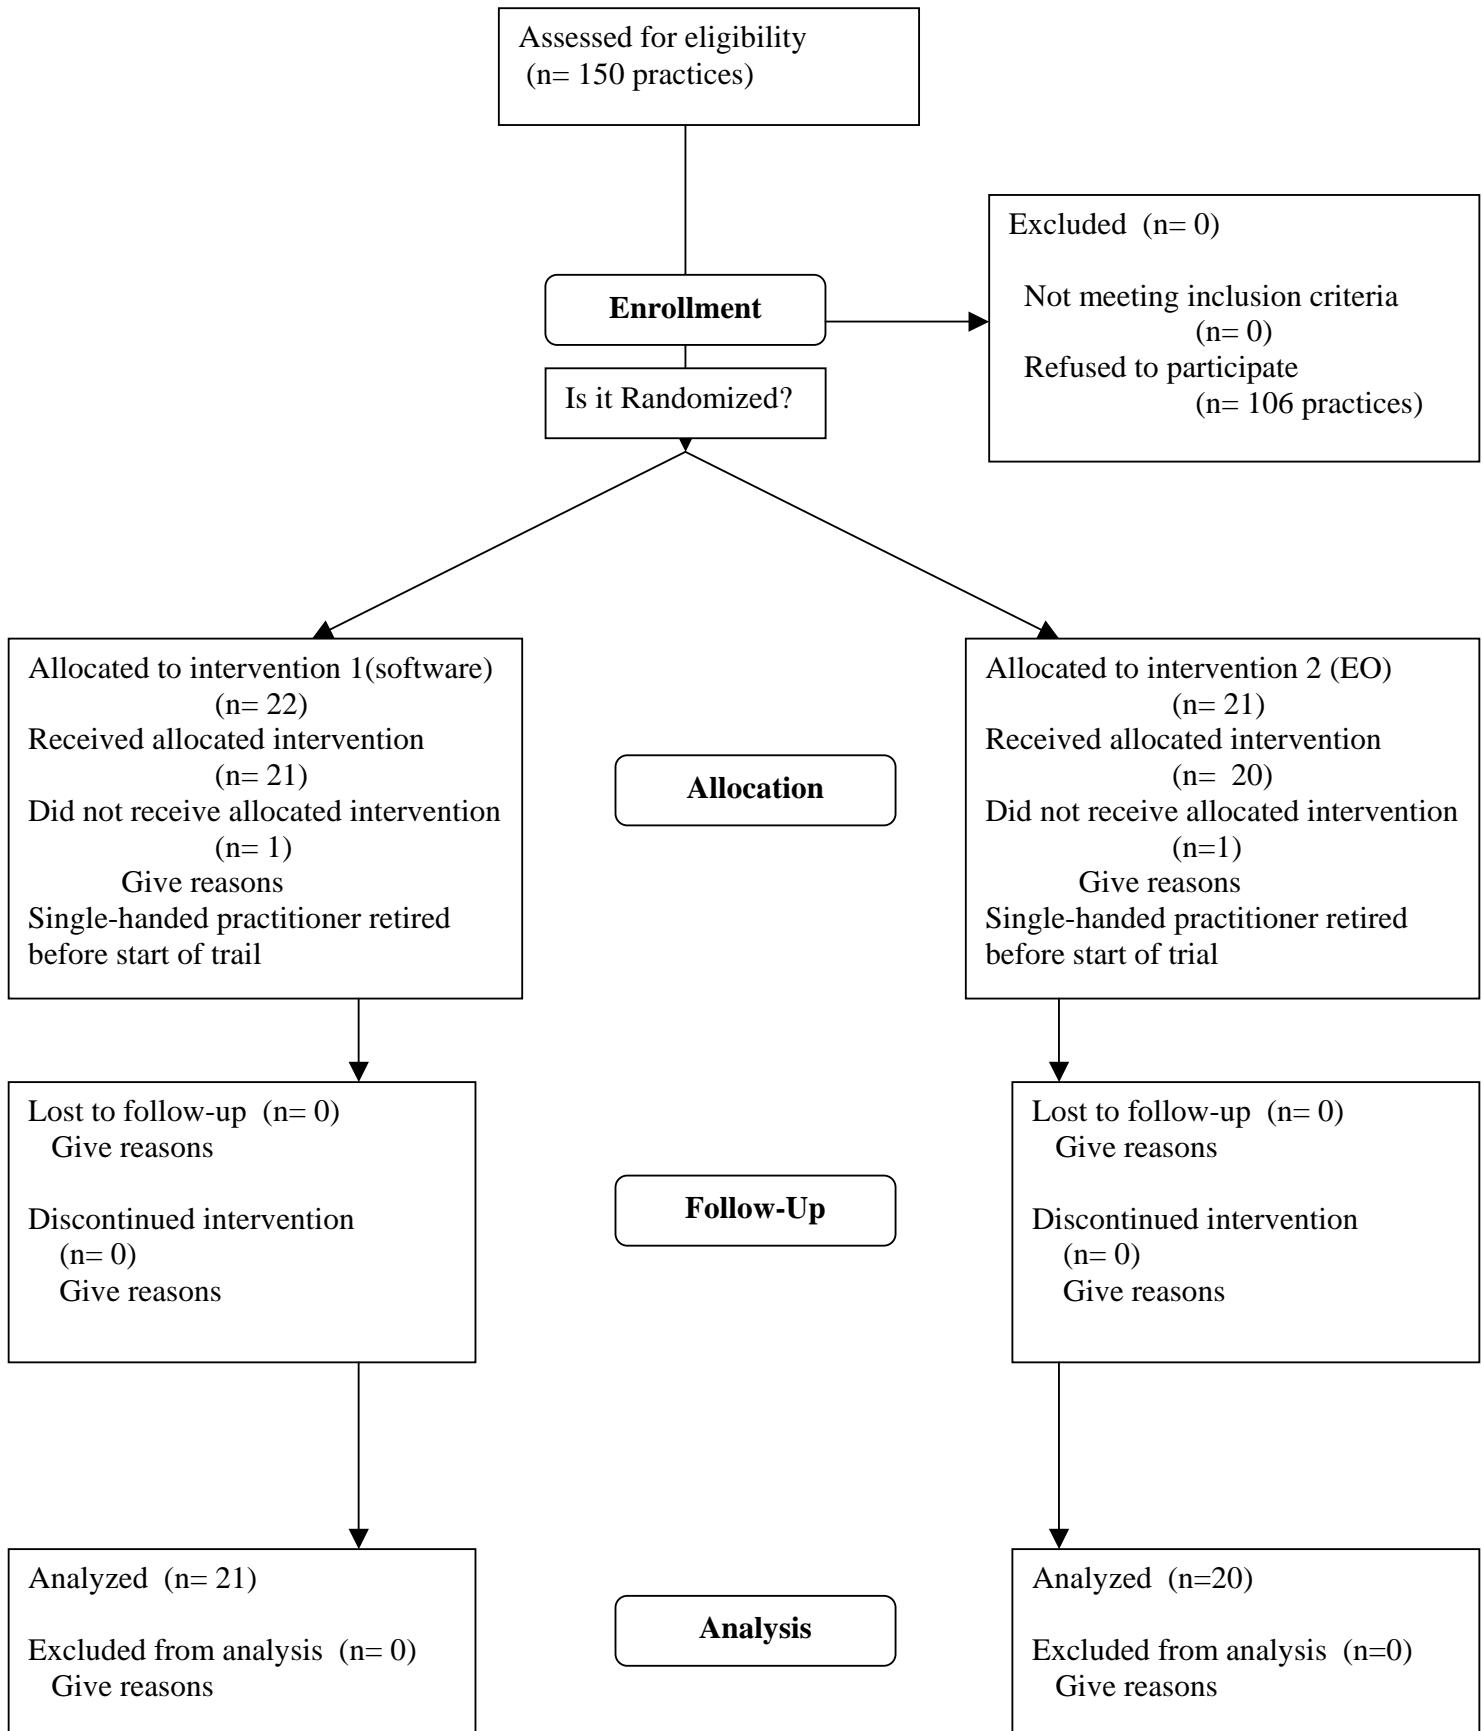 Assessed for eligibility
(n= 150 practices)
Excluded (n= 0)
Not meeting inclusion criteria
(n= 0)
Refused to participate
(n= 106 practices)
Enrollment
Is it Randomized?
Allocated to intervention 1(software)
(n= 22)
Received allocated intervention
(n= 21)
Did not receive allocated intervention
(n= 1)
Give reasons
Single-handed practitioner retired
before start of trail
Allocation
Allocated to intervention 2 (EO)
(n= 21)
Received allocated intervention
(n= 20)
Did not receive allocated intervention
(n=1)
Give reasons
Single-handed practitioner retired
before start of trial
Lost to follow-up (n= 0)
Give reasons
Discontinued intervention
(n= 0)
Give reasons
Follow-Up
Lost to follow-up (n= 0)
Give reasons
Discontinued intervention
(n= 0)
Give reasons
Analyzed (n= 21)
Excluded from analysis (n= 0)
Give reasons
Analysis
Analyzed (n=20)
Excluded from analysis (n=0)
Give reasons